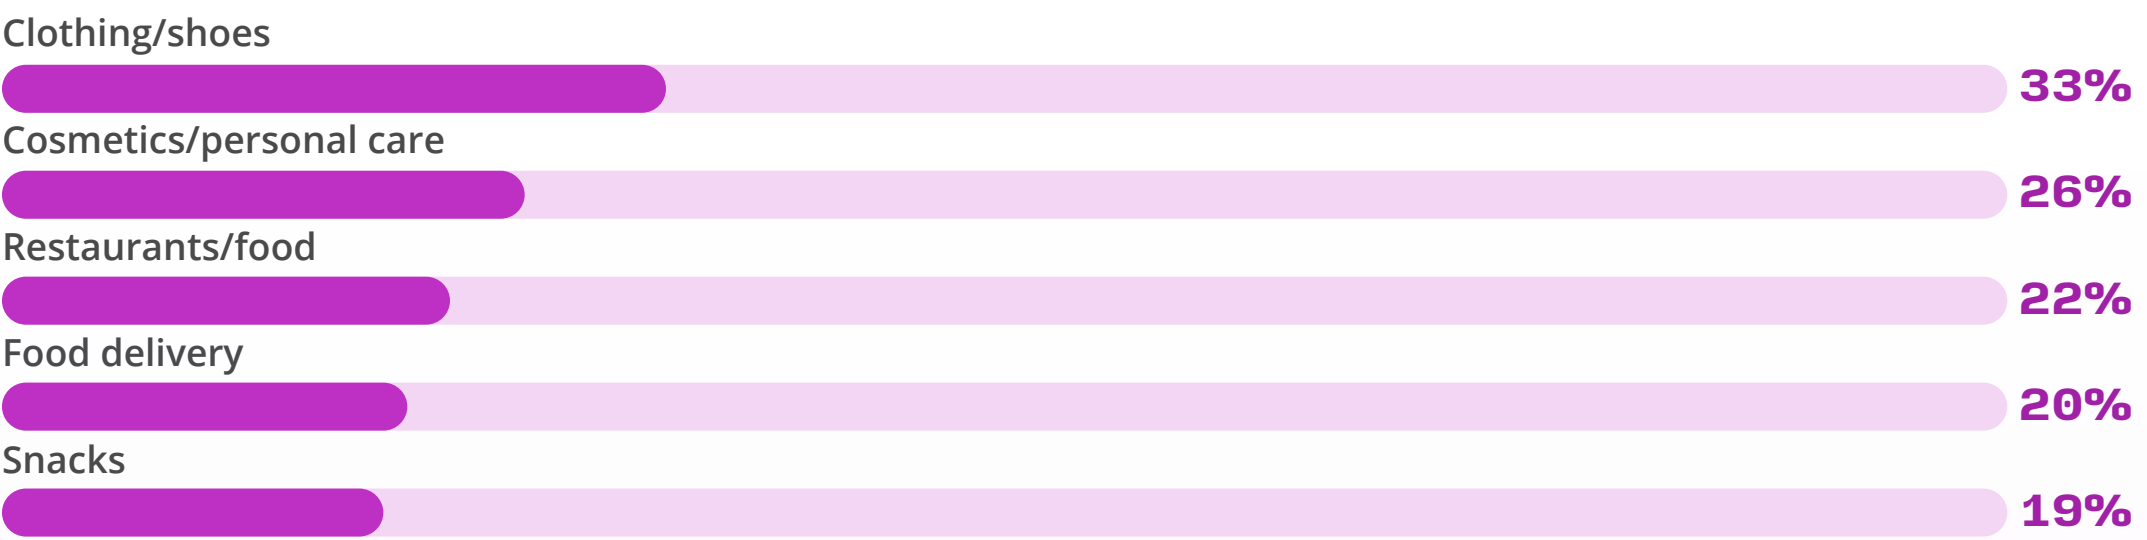 Clothing/shoes
33%
Cosmetics/personal care
26%
Restaurants/food
22%
Food delivery
20%
Snacks
19%